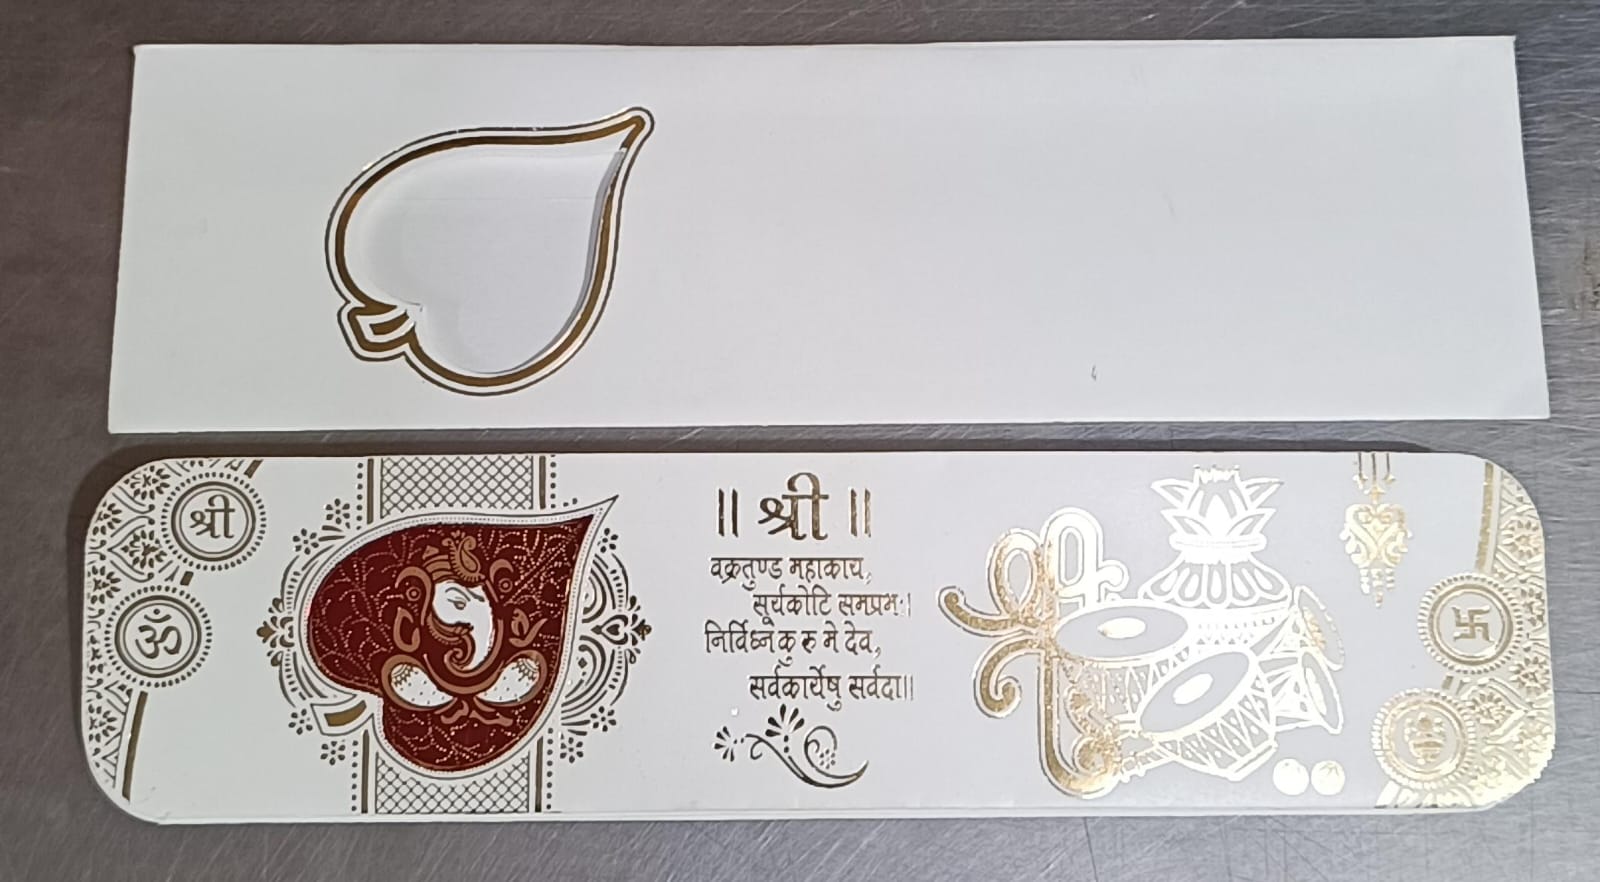 श्री
ॐ
॥ श्री ॥
वक्रतुण्ड महाकाय,
सूर्यकोटि समप्रभः।
निर्विघ्न कु रु मे देव,
सर्वकार्येषु सर्वदा॥